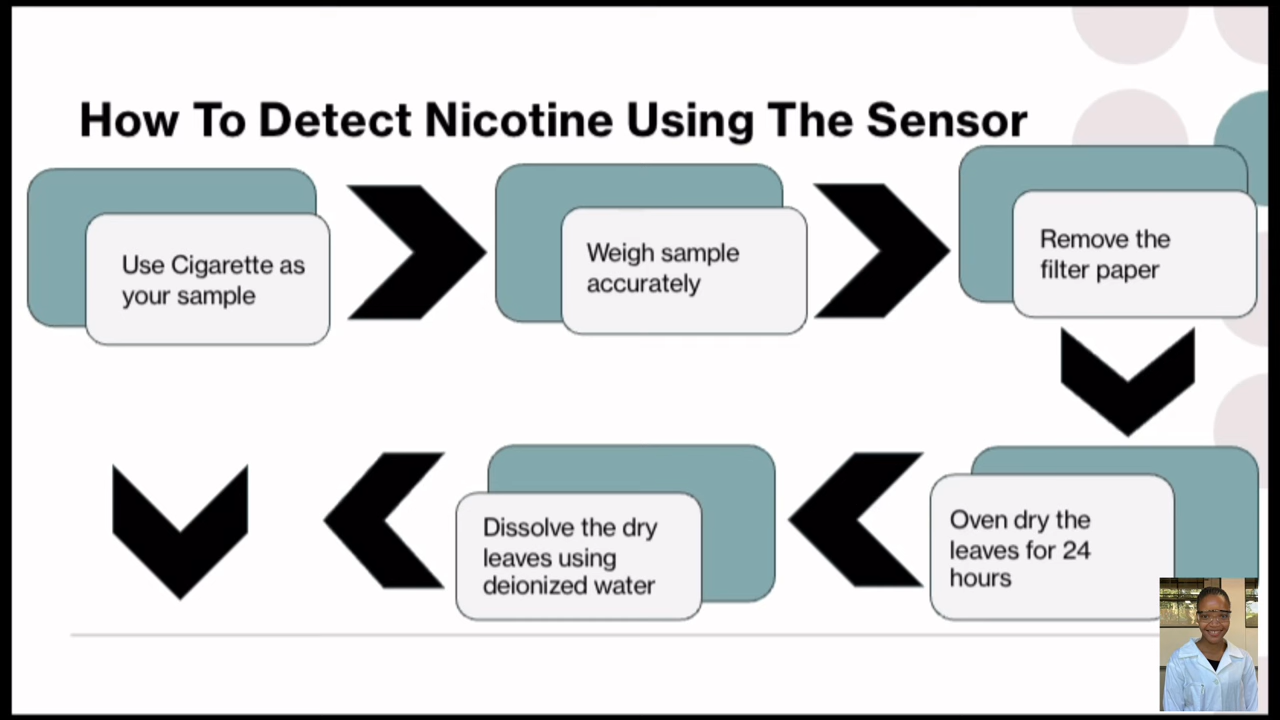 How To Detect Nicotine Using The Sensor
Use Cigarette as
your sample
Weigh sample
accurately
Remove the
filter paper
Oven dry the
leaves for 24
hours
Dissolve the dry
leaves using
deionized water